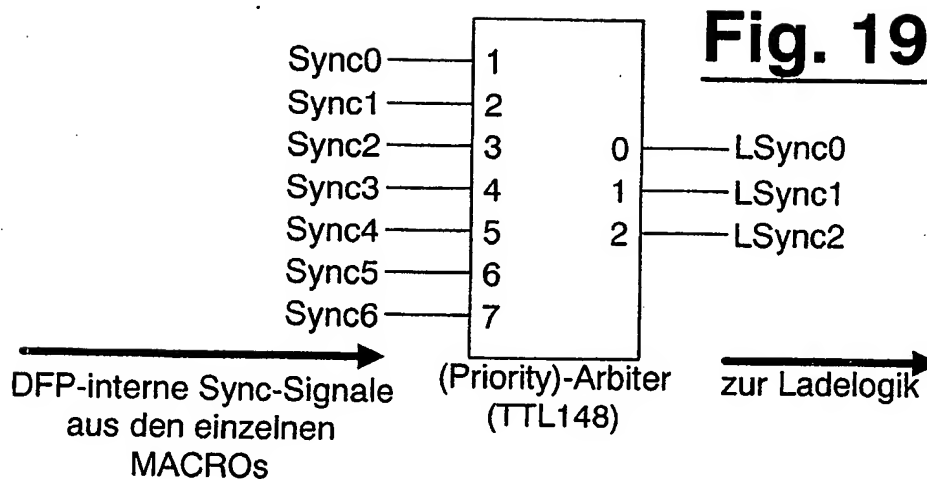 Fig. 19
Sync0 1
Sync1 2
Sync2 3 0 LSync0
Sync3 4 1 LSync1
Sync4 5 2 LSync2
Sync5 6
Sync6 7
DFP-interne Sync-Signale
aus den einzelnen
MACROs
(Priority)-Arbiter
(TTL148)
zur Ladelogik